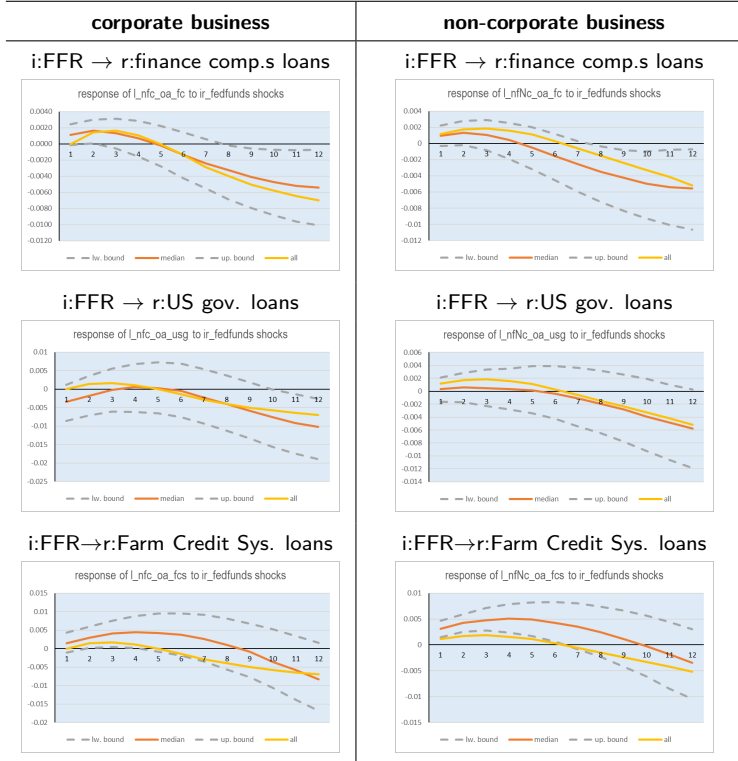 corporate business
non-corporate business
i:FFR → r:finance comp.s loans
i:FFR → r:finance comp.s loans
response of l_nfc_oa_fc to ir_fedfunds shocks
0.0040
0.0020
0.0000
-0.0020
-0.0040
-0.0060
-0.0080
-0.0100
-0.0120
1 2 3 4 5 6 7 8 9 10 11 12
lw. bound median up. bound all
response of l_nfNc_oa_fc to ir_fedfunds shocks
0.004
0.002
0
-0.002
-0.004
-0.006
-0.008
-0.01
-0.012
1 2 3 4 5 6 7 8 9 10 11 12
lw. bound median up. bound all
i:FFR → r:US gov. loans
i:FFR → r:US gov. loans
response of l_nfc_oa_usg to ir_fedfunds shocks
0.01
0.005
0
-0.005
-0.01
-0.015
-0.02
-0.025
1 2 3 4 5 6 7 8 9 10 11 12
lw. bound median up. bound all
response of l_nfNc_oa_usg to ir_fedfunds shocks
0.006
0.004
0.002
0
-0.002
-0.004
-0.006
-0.008
-0.01
-0.012
-0.014
1 2 3 4 5 6 7 8 9 10 11 12
lw. bound median up. bound all
i:FFR→r:Farm Credit Sys. loans
i:FFR→r:Farm Credit Sys. loans
response of l_nfc_oa_fcs to ir_fedfunds shocks
0.015
0.01
0.005
0
-0.005
-0.01
-0.015
-0.02
1 2 3 4 5 6 7 8 9 10 11 12
lw. bound median up. bound all
response of l_nfNc_oa_fcs to ir_fedfunds shocks
0.01
0.005
0
-0.005
-0.01
-0.015
1 2 3 4 5 6 7 8 9 10 11 12
lw. bound median up. bound all